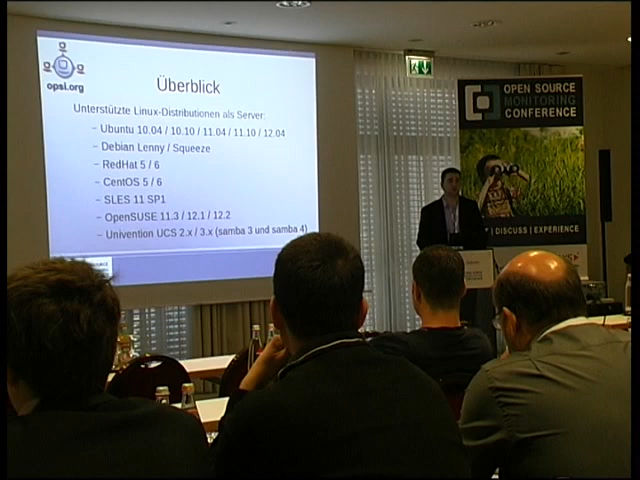 opsi.org
Überblick
Unterstützte Linux-Distributionen als Server:
– Ubuntu 10.04 / 10.10 / 11.04 / 11.10 / 12.04
– Debian Lenny / Squeeze
– RedHat 5 / 6
– CentOS 5 / 6
– SLES 11 SP1
– OpenSUSE 11.3 / 12.1 / 12.2
– Univention UCS 2.x / 3.x (samba 3 und samba 4)
OPEN SOURCE
MONITORING
CONFERENCE
| DISCUSS | EXPERIENCE